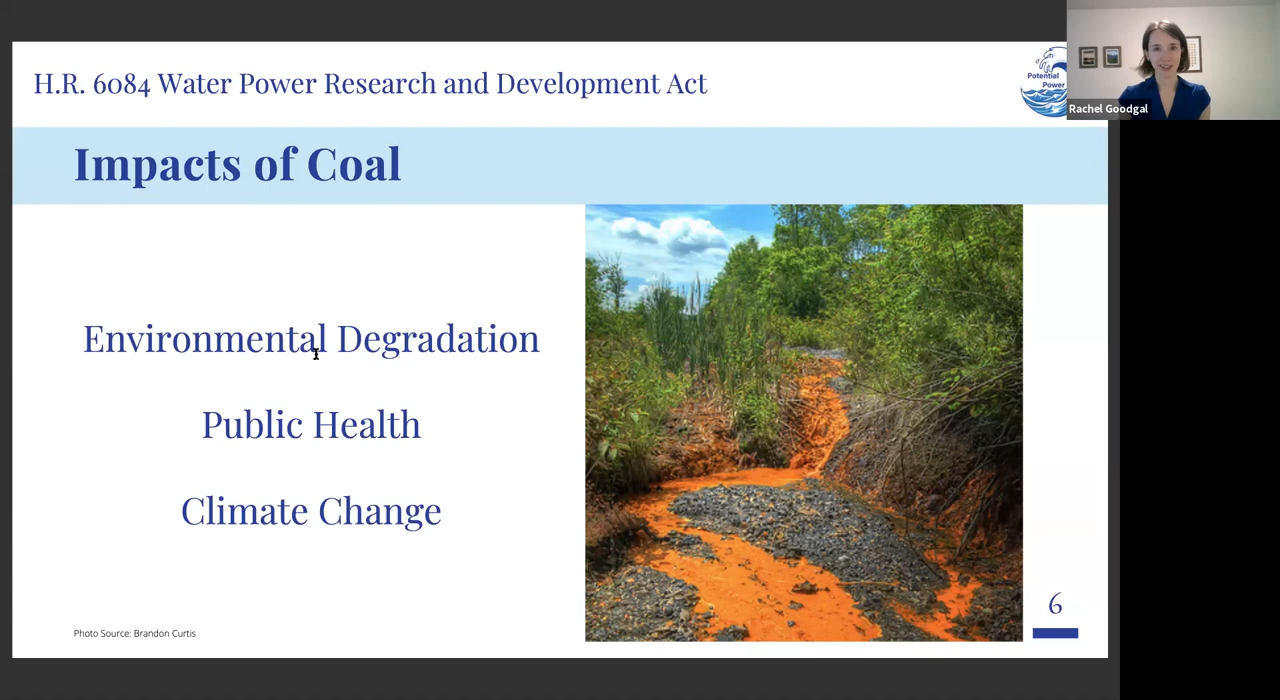 H.R. 6084 Water Power Research and Development Act
Potential
Power
Rachel Goodgal
Impacts of Coal
Environmental Degradation
Public Health
Climate Change
6
Photo Source: Brandon Curtis